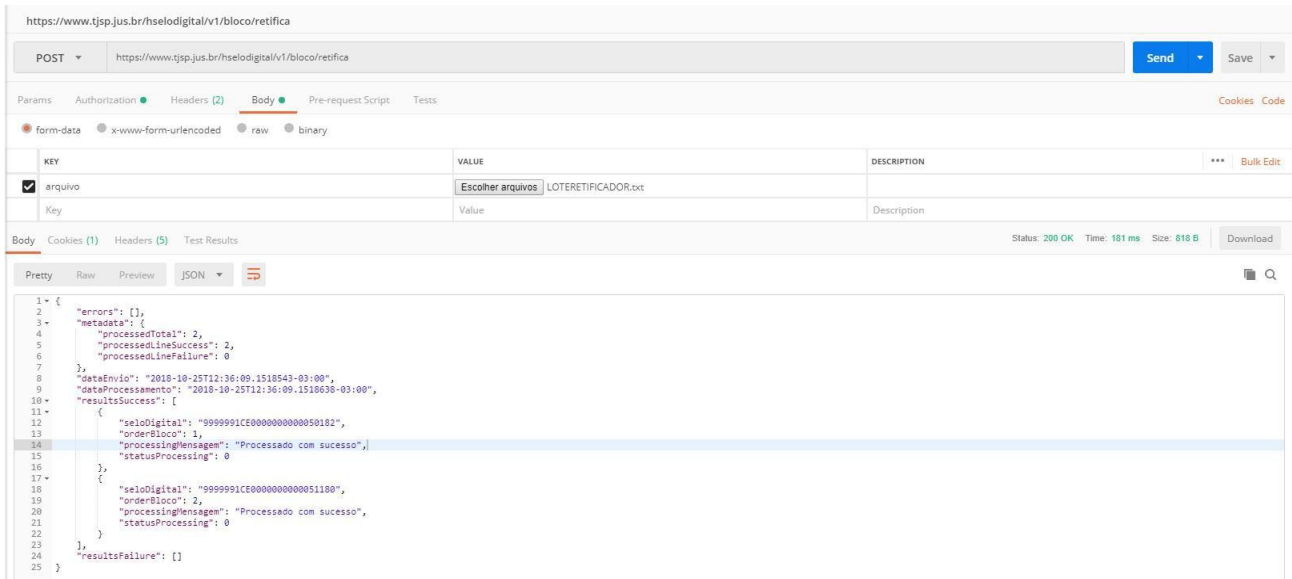 https://www.tjsp.jus.br/hselodigital/v1/bloco/retifica
POST https://www.tjsp.jus.br/hselodigital/v1/bloco/retifica Send Save
Params Authorization Headers (2) Body Pre-request Script Tests Cookies Code
form-data x-www-form-urlencoded raw binary
KEY VALUE DESCRIPTION ••• Bulk Edit
arquivo Escolher arquivos LOTERETIFICADOR.txt
Key Value Description
Body Cookies (1) Headers (5) Test Results Status: 200 OK Time: 181 ms Size: 818 B Download
Pretty Raw Preview JSON
1 {
2 "errors": [],
3 "metadata": {
4 "processedTotal": 2,
5 "processedLineSuccess": 2,
6 "processedLineFailure": 0
7 },
8 "dataEnvio": "2018-10-25T12:36:09.1518543-03:00",
9 "dataProcessamento": "2018-10-25T12:36:09.1518638-03:00",
10 "resultsSuccess": [
11 {
12 "seloDigital": "9999991CE0000000000050182",
13 "orderBloco": 1,
14 "processingMensagem": "Processado com sucesso",
15 "statusProcessing": 0
16 },
17 {
18 "seloDigital": "9999991CE0000000000051180",
19 "orderBloco": 2,
20 "processingMensagem": "Processado com sucesso",
21 "statusProcessing": 0
22 }
23 ],
24 "resultsFailure": []
25 }